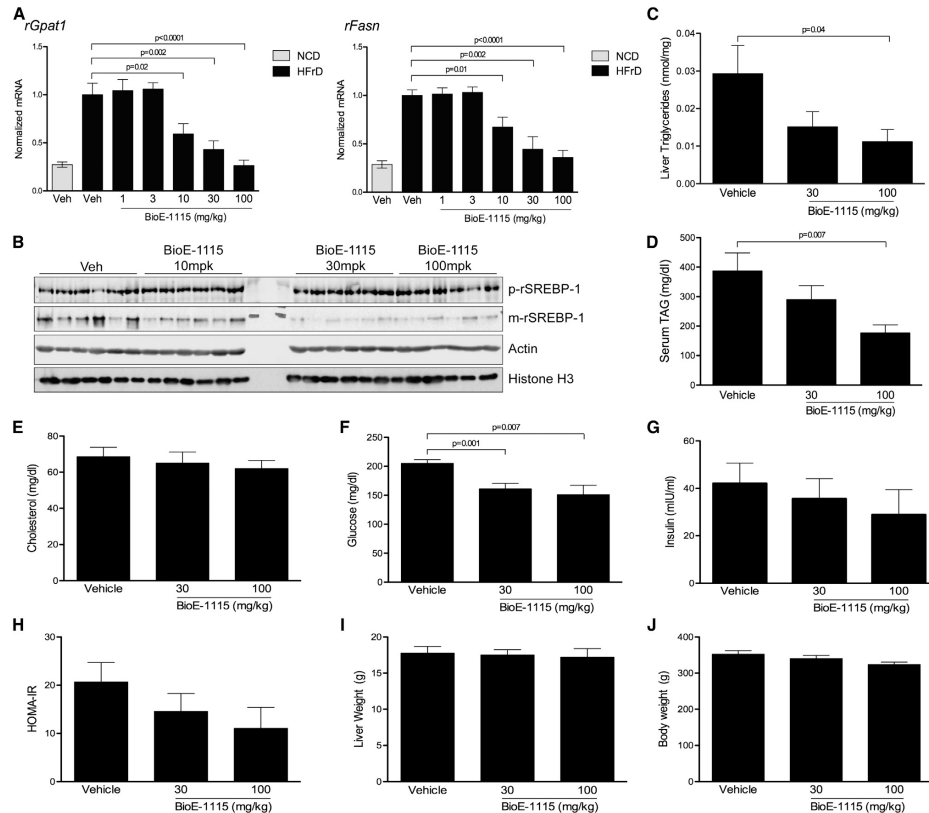 A
rGpat1
p<0.0001
p=0.002
p=0.02
Normalized mRNA
1.5
1.0
0.5
0.0
Veh Veh 1 3 10 30 100
BioE-1115 (mg/kg)
NCD
HFrD
rFasn
p<0.0001
p=0.002
p=0.01
Normalized mRNA
1.5
1.0
0.5
0.0
Veh Veh 1 3 10 30 100
BioE-1115 (mg/kg)
NCD
HFrD
B
Veh
BioE-1115
10mpk
BioE-1115
30mpk
BioE-1115
100mpk
p-rSREBP-1
m-rSREBP-1
Actin
Histone H3
C
p=0.04
Liver Triglycerides (nmol/mg)
0.04
0.03
0.02
0.01
0.00
Vehicle 30 100
BioE-1115 (mg/kg)
D
p=0.007
Serum TAG (mg/dl)
500
400
300
200
100
0
Vehicle 30 100
BioE-1115 (mg/kg)
E
Cholesterol (mg/dl)
80
60
40
20
0
Vehicle 30 100
BioE-1115 (mg/kg)
F
p=0.007
p=0.001
Glucose (mg/dl)
250
200
150
100
50
0
Vehicle 30 100
BioE-1115 (mg/kg)
G
Insulin (mIU/ml)
60
40
20
0
Vehicle 30 100
BioE-1115 (mg/kg)
H
HOMA-IR
30
20
10
0
Vehicle 30 100
BioE-1115 (mg/kg)
I
Liver Weight (g)
20
15
10
5
0
Vehicle 30 100
BioE-1115 (mg/kg)
J
Body weight (g)
400
300
200
100
0
Vehicle 30 100
BioE-1115 (mg/kg)